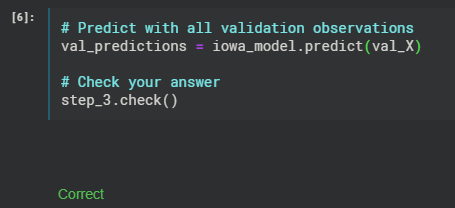 [6]:
# Predict with all validation observations
val_predictions = iowa_model.predict(val_X)
# Check your answer
step_3.check()
Correct